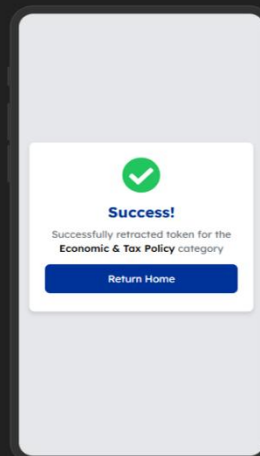 Success!
Successfully retracted token for the
Economic & Tax Policy category
Return Home